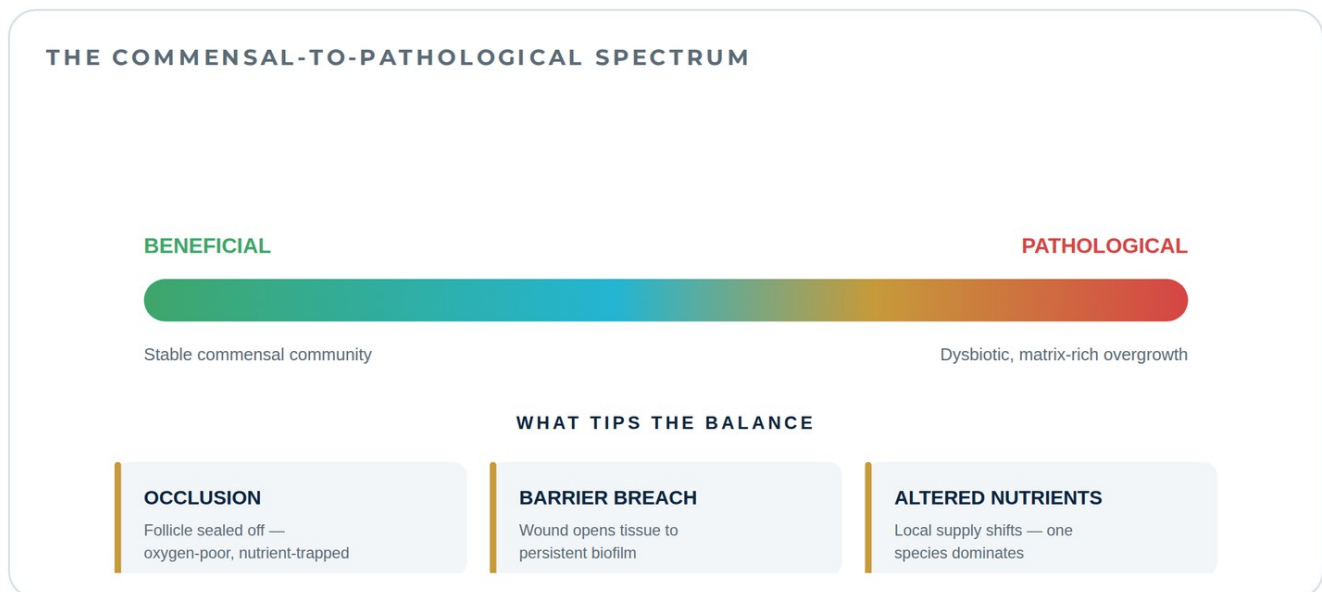 THE COMMENSAL-TO-PATHOLOGICAL SPECTRUM
BENEFICIAL
PATHOLOGICAL
Stable commensal community
Dysbiotic, matrix-rich overgrowth
WHAT TIPS THE BALANCE
OCCLUSION
Follicle sealed off —
oxygen-poor, nutrient-trapped
BARRIER BREACH
Wound opens tissue to
persistent biofilm
ALTERED NUTRIENTS
Local supply shifts — one
species dominates